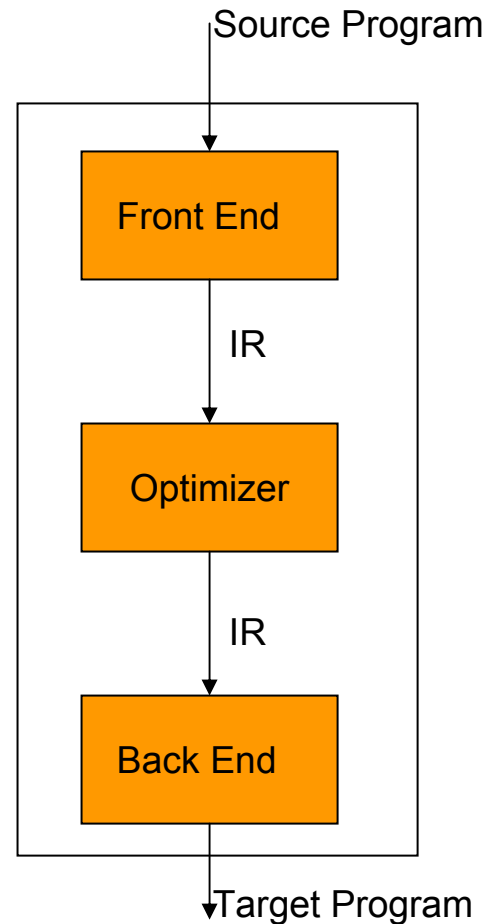 Source Program
Front End
IR
Optimizer
IR
Back End
Target Program